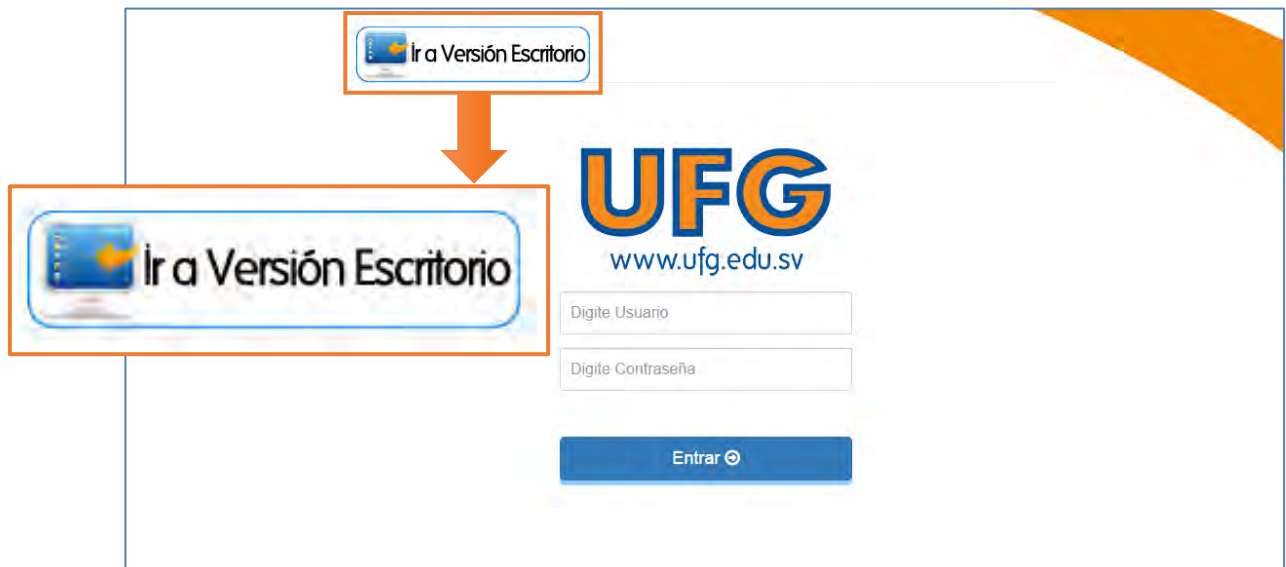 Ir a Versión Escritorio
Ir a Versión Escritorio
UFG
www.ufg.edu.sv
Digite Usuario
Digite Contraseña
Entrar